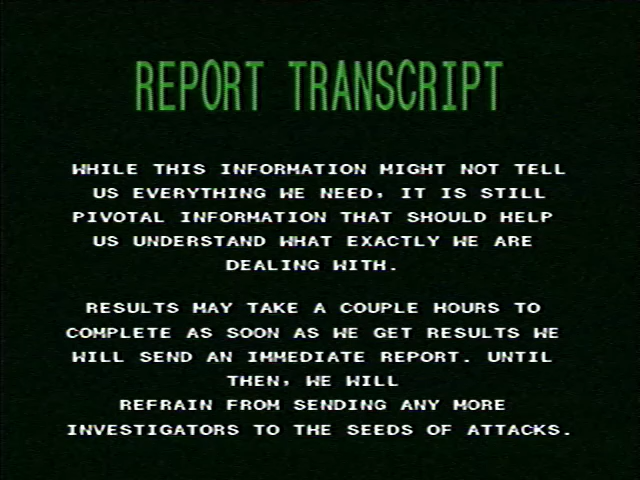 REPORT TRANSCRIPT
WHILE THIS INFORMATION MIGHT NOT TELL
US EVERYTHING WE NEED, IT IS STILL
PIVOTAL INFORMATION THAT SHOULD HELP
US UNDERSTAND WHAT EXACTLY WE ARE
DEALING WITH.
RESULTS MAY TAKE A COUPLE HOURS TO
COMPLETE AS SOON AS WE GET RESULTS WE
WILL SEND AN IMMEDIATE REPORT. UNTIL
THEN, WE WILL
REFRAIN FROM SENDING ANY MORE
INVESTIGATORS TO THE SEEDS OF ATTACKS.